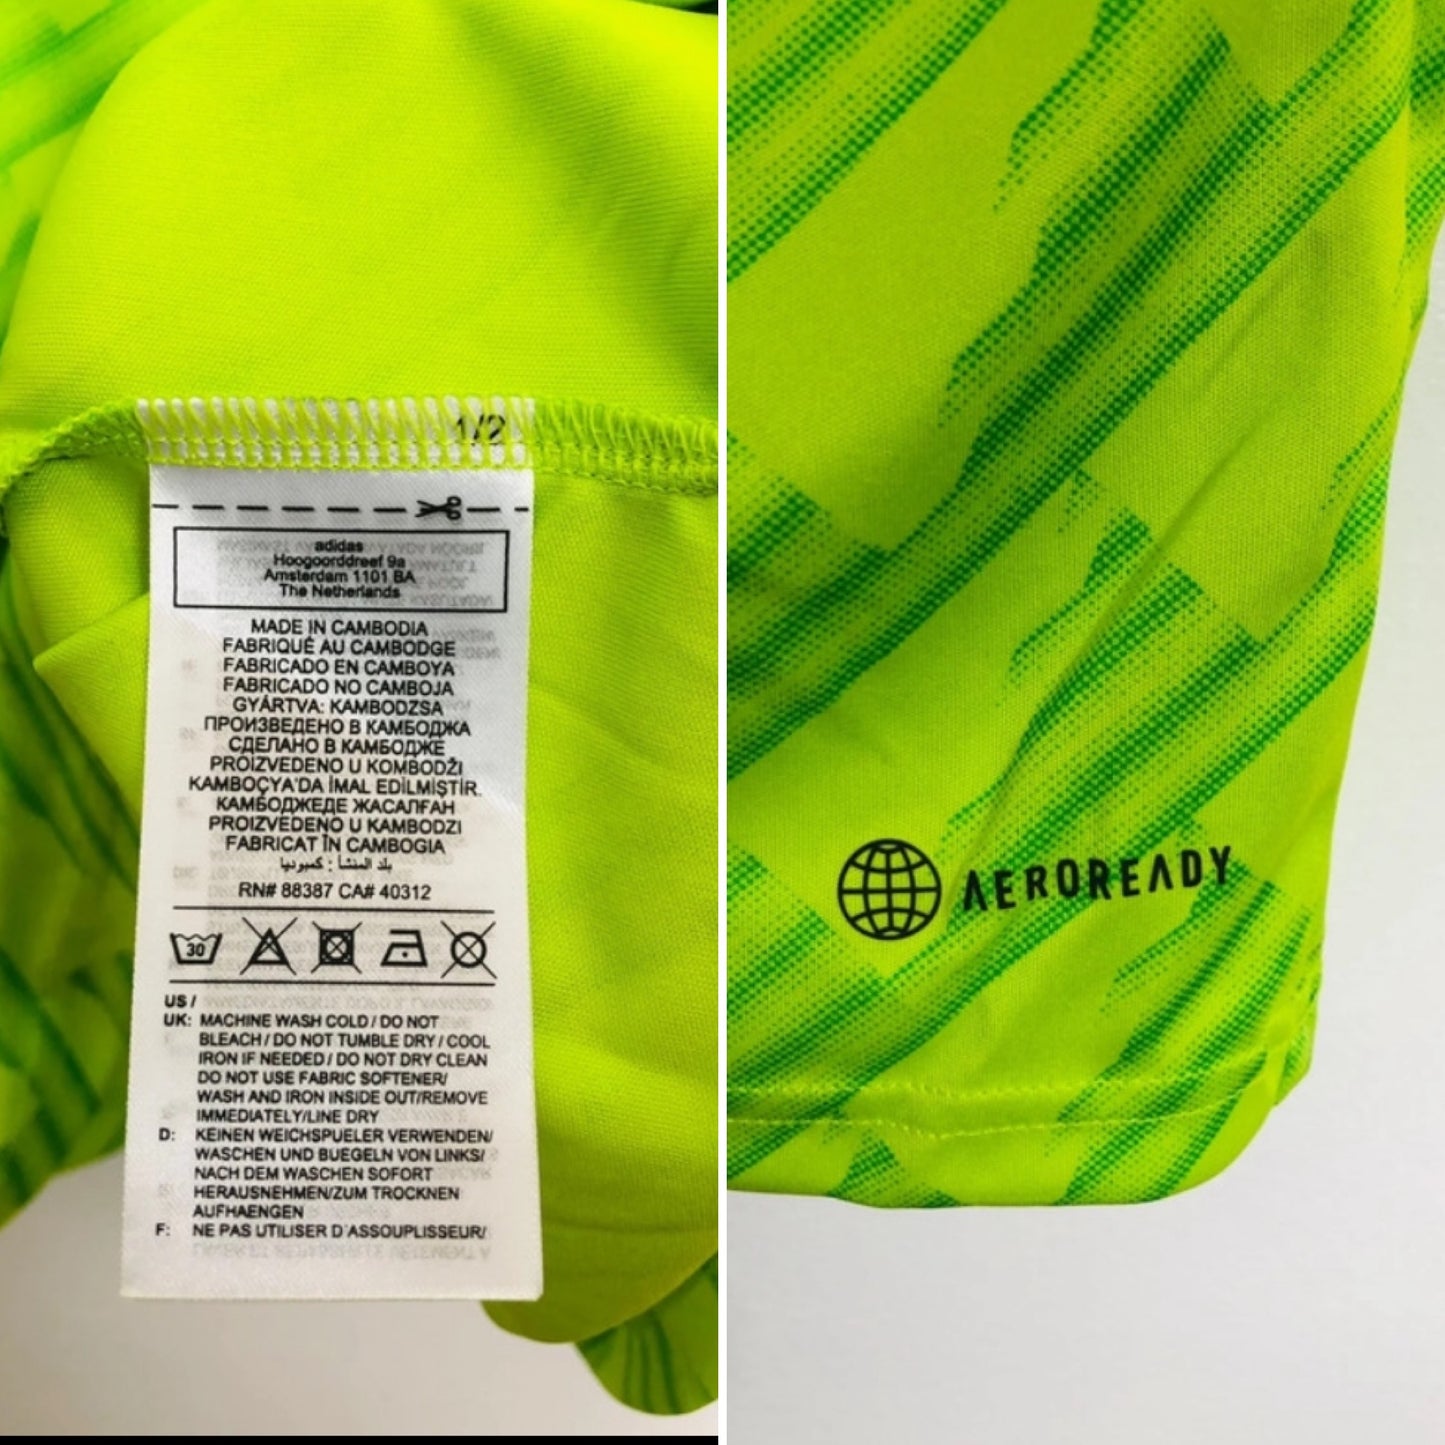 1/2
adidas
Hoogoorddreef 9a
Amsterdam 1101 BA
The Netherlands
MADE IN CAMBODIA
FABRIQUÉ AU CAMBODGE
FABRICADO EN CAMBOYA
FABRICADO NO CAMBOJA
GYÁRTVA: KAMBODZSA
ПРОИЗВЕДЕНО В КАМБОДЖА
СДЕЛАНО В КАМБОДЖЕ
PROIZVEDENO U KOMBODŽI
KAMBOÇYA'DA İMAL EDİLMİŞTİR.
КАМБОДЖЕДЕ ЖАСАЛҒАН
PROIZVEDENO U KAMBODZI
FABRICAT ÎN CAMBOGIA
بلد المنشأ : كمبوديا
RN# 88387 CA# 40312
30
US /
UK: MACHINE WASH COLD / DO NOT
BLEACH / DO NOT TUMBLE DRY / COOL
IRON IF NEEDED / DO NOT DRY CLEAN
DO NOT USE FABRIC SOFTENER/
WASH AND IRON INSIDE OUT/REMOVE
IMMEDIATELY/LINE DRY
D: KEINEN WEICHSPUELER VERWENDEN/
WASCHEN UND BUEGELN VON LINKS/
NACH DEM WASCHEN SOFORT
HERAUSNEHMEN/ZUM TROCKNEN
AUFHAENGEN
F: NE PAS UTILISER D'ASSOUPLISSEUR/
AEROREADY